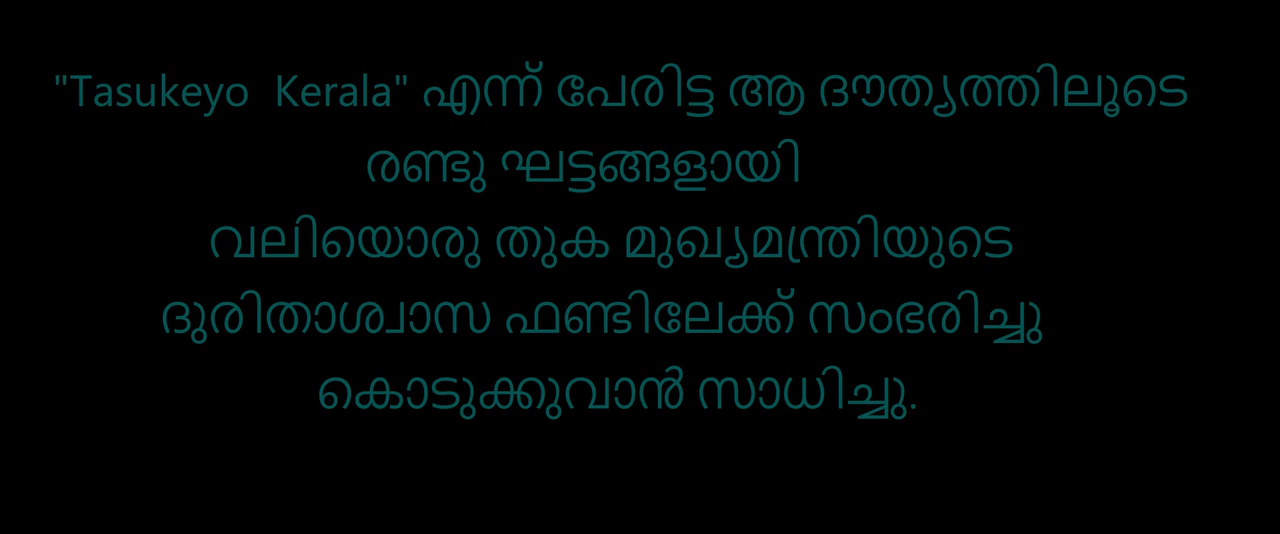 "Tasukeyo Kerala" എന്ന് പേരിട്ട ആ ദൗത്യത്തിലൂടെ
രണ്ടു ഘട്ടങ്ങളായി
വലിയൊരു തുക മുഖ്യമന്ത്രിയുടെ
ദുരിതാശ്വാസ ഫണ്ടിലേക്ക് സംഭരിച്ചു
കൊടുക്കുവാൻ സാധിച്ചു.